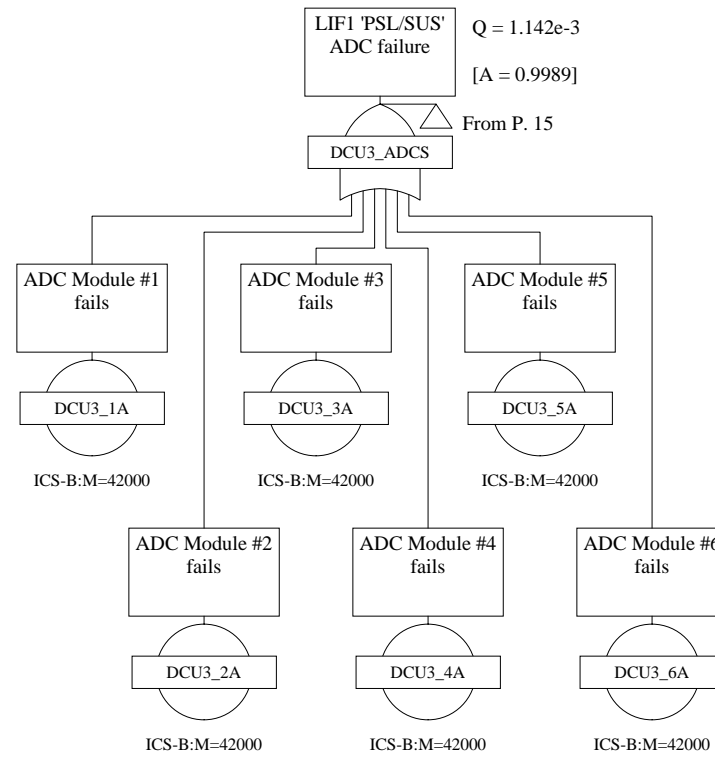 LIF1 'PSL/SUS'
ADC failure
Q = 1.142e-3
[A = 0.9989]
From P. 15
DCU3_ADCS
ADC Module #1
fails
ADC Module #3
fails
ADC Module #5
fails
DCU3_1A
DCU3_3A
DCU3_5A
ICS-B:M=42000
ICS-B:M=42000
ICS-B:M=42000
ADC Module #2
fails
ADC Module #4
fails
ADC Module #6
fails
DCU3_2A
DCU3_4A
DCU3_6A
ICS-B:M=42000
ICS-B:M=42000
ICS-B:M=42000